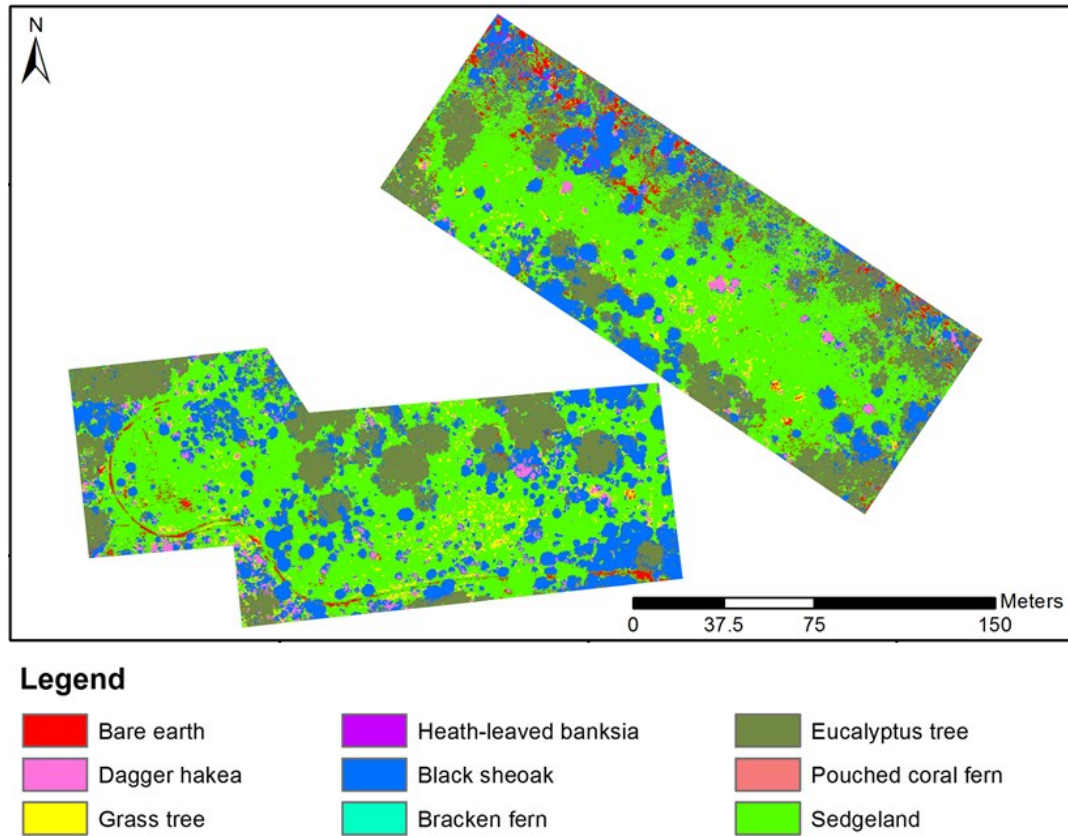 N
Meters
0 37.5 75 150
Legend
Bare earth Heath-leaved banksia Eucalyptus tree
Dagger hakea Black sheoak Pouched coral fern
Grass tree Bracken fern Sedgeland